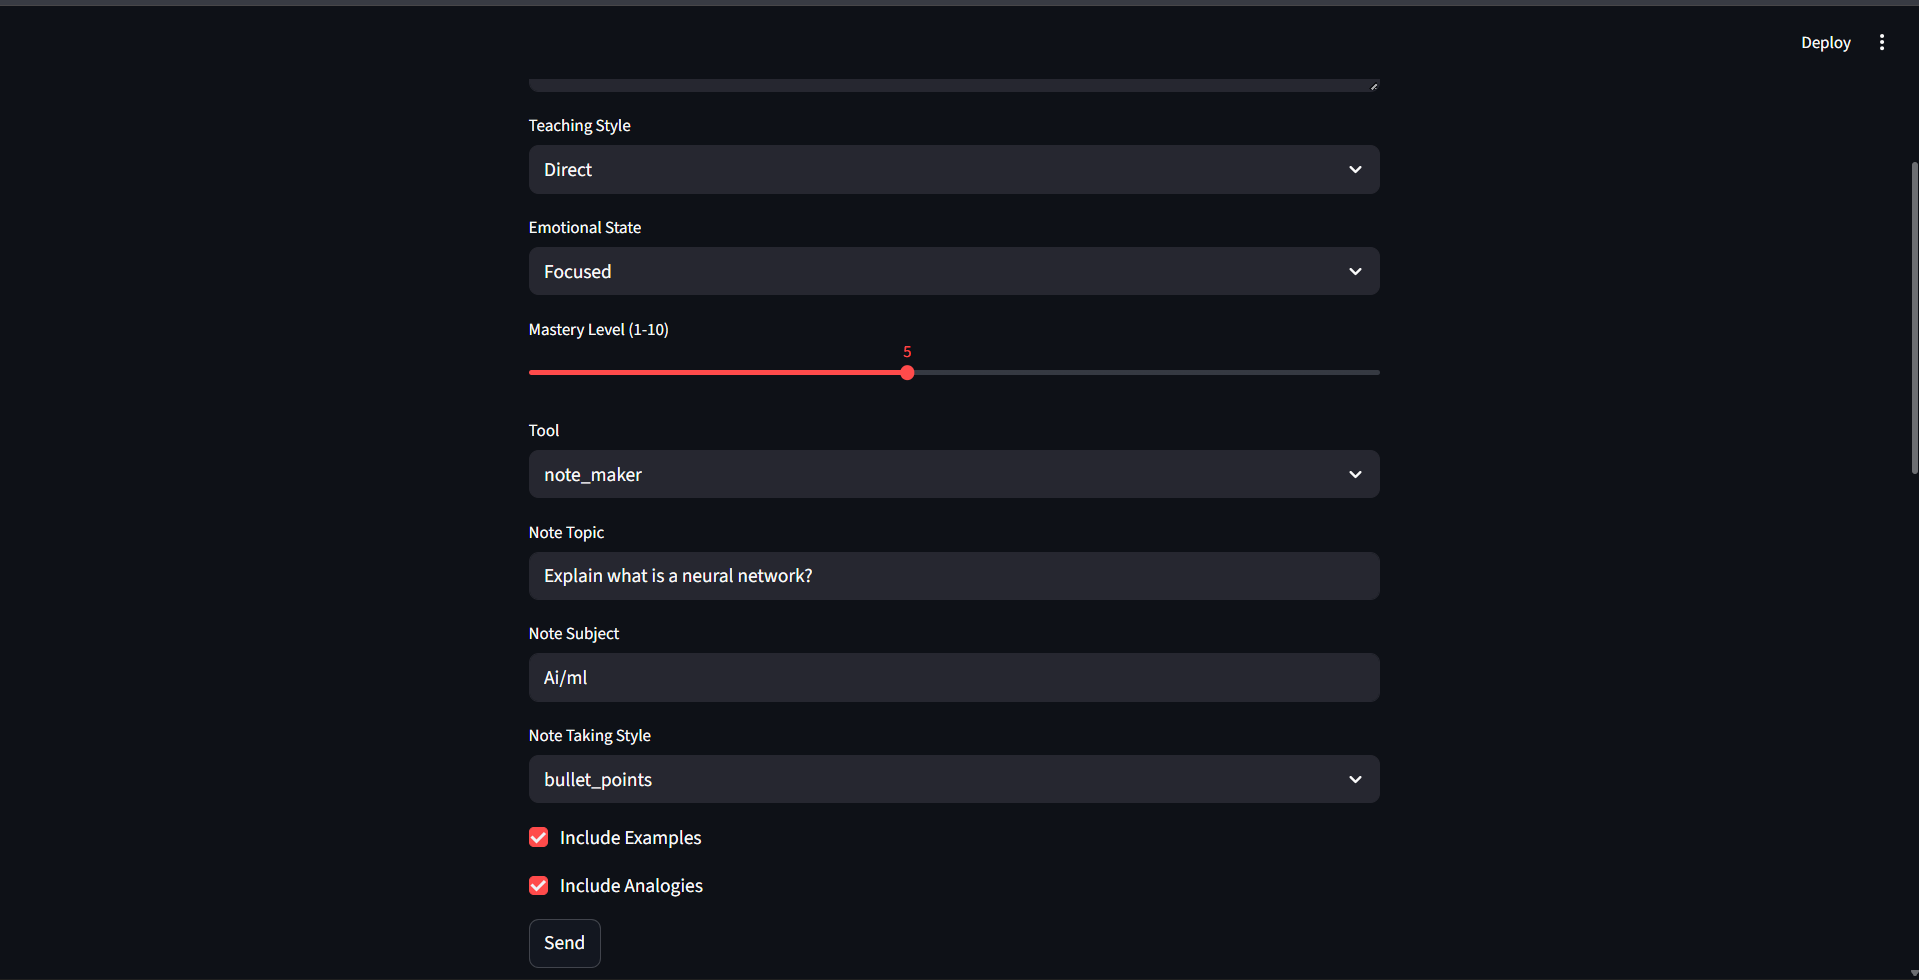 Deploy
Teaching Style
Direct
Emotional State
Focused
Mastery Level (1-10)
5
Tool
note_maker
Note Topic
Explain what is a neural network?
Note Subject
Ai/ml
Note Taking Style
bullet_points
Include Examples
Include Analogies
Send